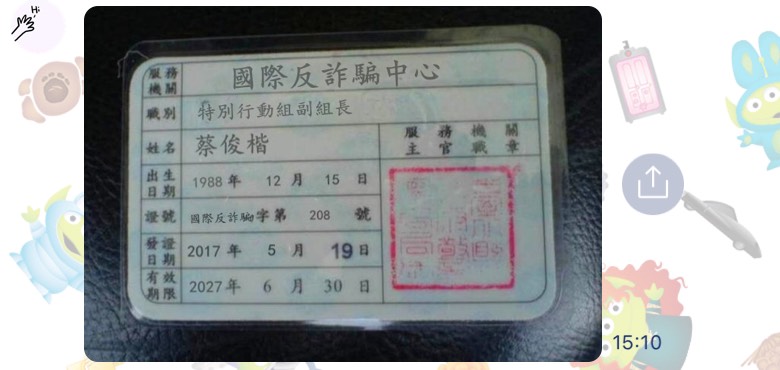 Hi
服務機關 國際反詐騙中心
職別 特別行動組副組長
姓名 蔡俊楷
服務機關
主官職章
出生日期 1988 年 12 月 15 日
證號 國際反詐騙字第 208 號
發證日期 2017 年 5 月 19 日
有效期限 2027 年 6 月 30 日
15:10